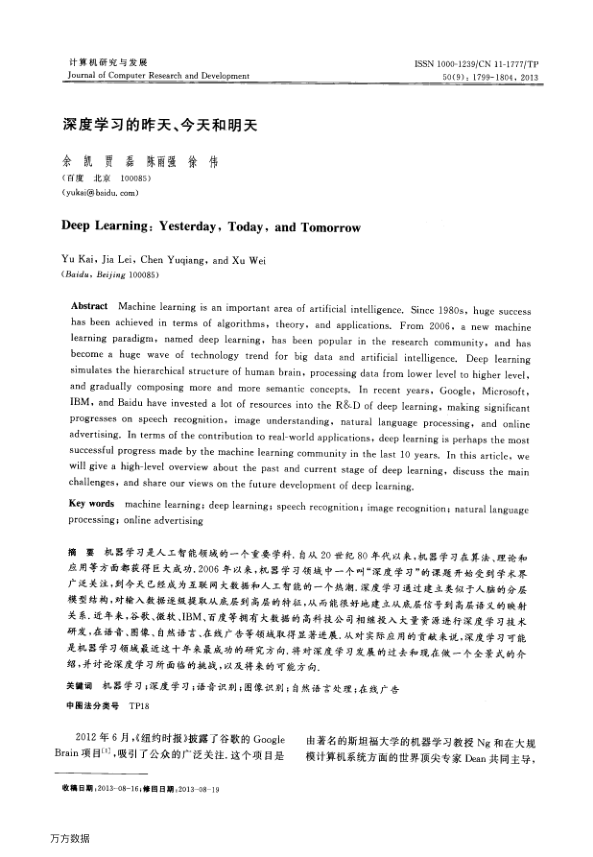 计算机研究与发展
Journal of Computer Research and Development
ISSN 1000-1239/CN 11-1777/TP
50(9): 1799-1804, 2013
深度学习的昨天、今天和明天
余 凯 贾 磊 陈雨强 徐 伟
(百度 北京 100085)
(yukai@baidu.com)
Deep Learning: Yesterday, Today, and Tomorrow
Yu Kai, Jia Lei, Chen Yuqiang, and Xu Wei
(Baidu, Beijing 100085)
Abstract Machine learning is an important area of artificial intelligence. Since 1980s, huge success
has been achieved in terms of algorithms, theory, and applications. From 2006, a new machine
learning paradigm, named deep learning, has been popular in the research community, and has
become a huge wave of technology trend for big data and artificial intelligence. Deep learning
simulates the hierarchical structure of human brain, processing data from lower level to higher level,
and gradually composing more and more semantic concepts. In recent years, Google, Microsoft,
IBM, and Baidu have invested a lot of resources into the R&D of deep learning, making significant
progresses on speech recognition, image understanding, natural language processing, and online
advertising. In terms of the contribution to real-world applications, deep learning is perhaps the most
successful progress made by the machine learning community in the last 10 years. In this article, we
will give a high-level overview about the past and current stage of deep learning, discuss the main
challenges, and share our views on the future development of deep learning.
Key words machine learning; deep learning; speech recognition; image recognition; natural language
processing; online advertising
摘 要 机器学习是人工智能领域的一个重要学科.自从20世纪80年代以来,机器学习在算法、理论和
应用等方面都获得巨大成功.2006年以来,机器学习领域中一个叫“深度学习”的课题开始受到学术界
广泛关注,到今天已经成为互联网大数据和人工智能的一个热潮.深度学习通过建立类似于人脑的分层
模型结构,对输入数据逐级提取从底层到高层的特征,从而能很好地建立从底层信号到高层语义的映射
关系.近年来,谷歌、微软、IBM、百度等拥有大数据的高科技公司相继投入大量资源进行深度学习技术
研发,在语音、图像、自然语言、在线广告等领域取得显著进展.从对实际应用的贡献来说,深度学习可能
是机器学习领域最近这十年来最成功的研究方向.将对深度学习发展的过去和现在做一个全景式的介
绍,并讨论深度学习所面临的挑战,以及将来的可能方向.
关键词 机器学习;深度学习;语音识别;图像识别;自然语言处理;在线广告
中图法分类号 TP18
2012年6月,《纽约时报》披露了谷歌的Google
Brain项目[1],吸引了公众的广泛关注.这个项目是
由著名的斯坦福大学的机器学习教授Ng和在大规
模计算机系统方面的世界顶尖专家Dean共同主导,
收稿日期:2013-08-16;修回日期:2013-08-19
万方数据